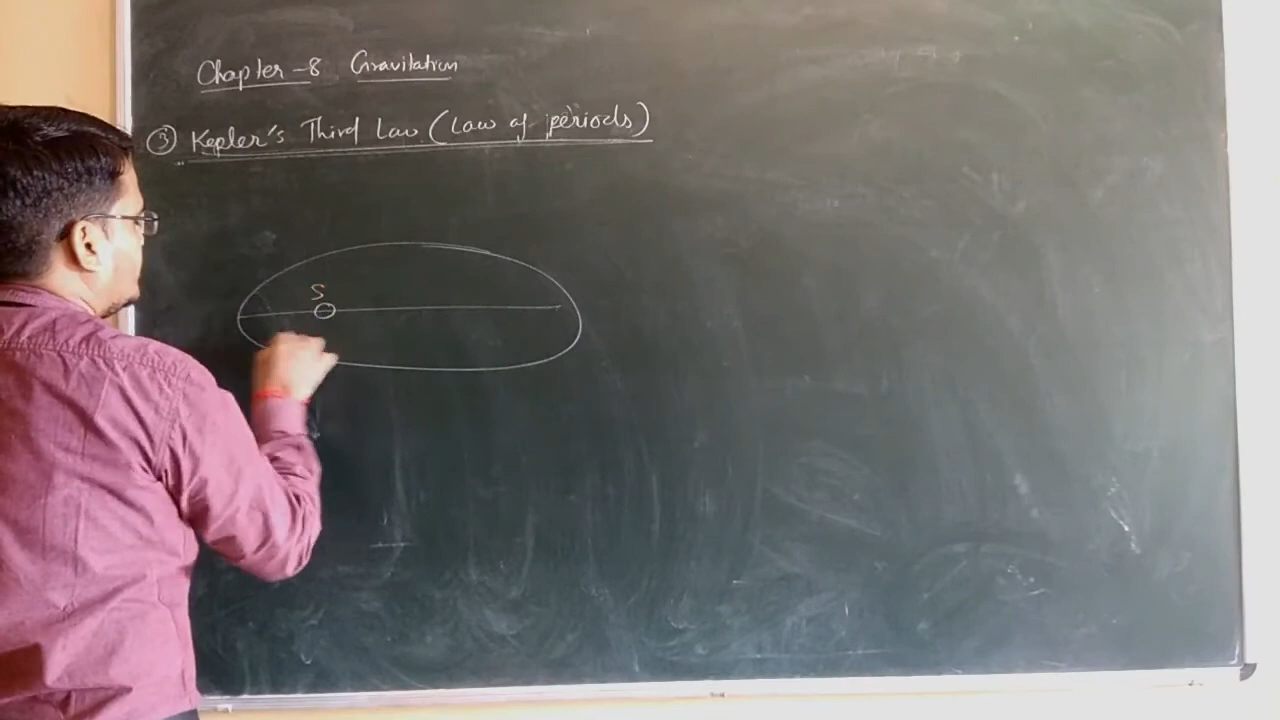 Chapter -8 Gravitation
③ Kepler's Third Law (Law of periods)
S